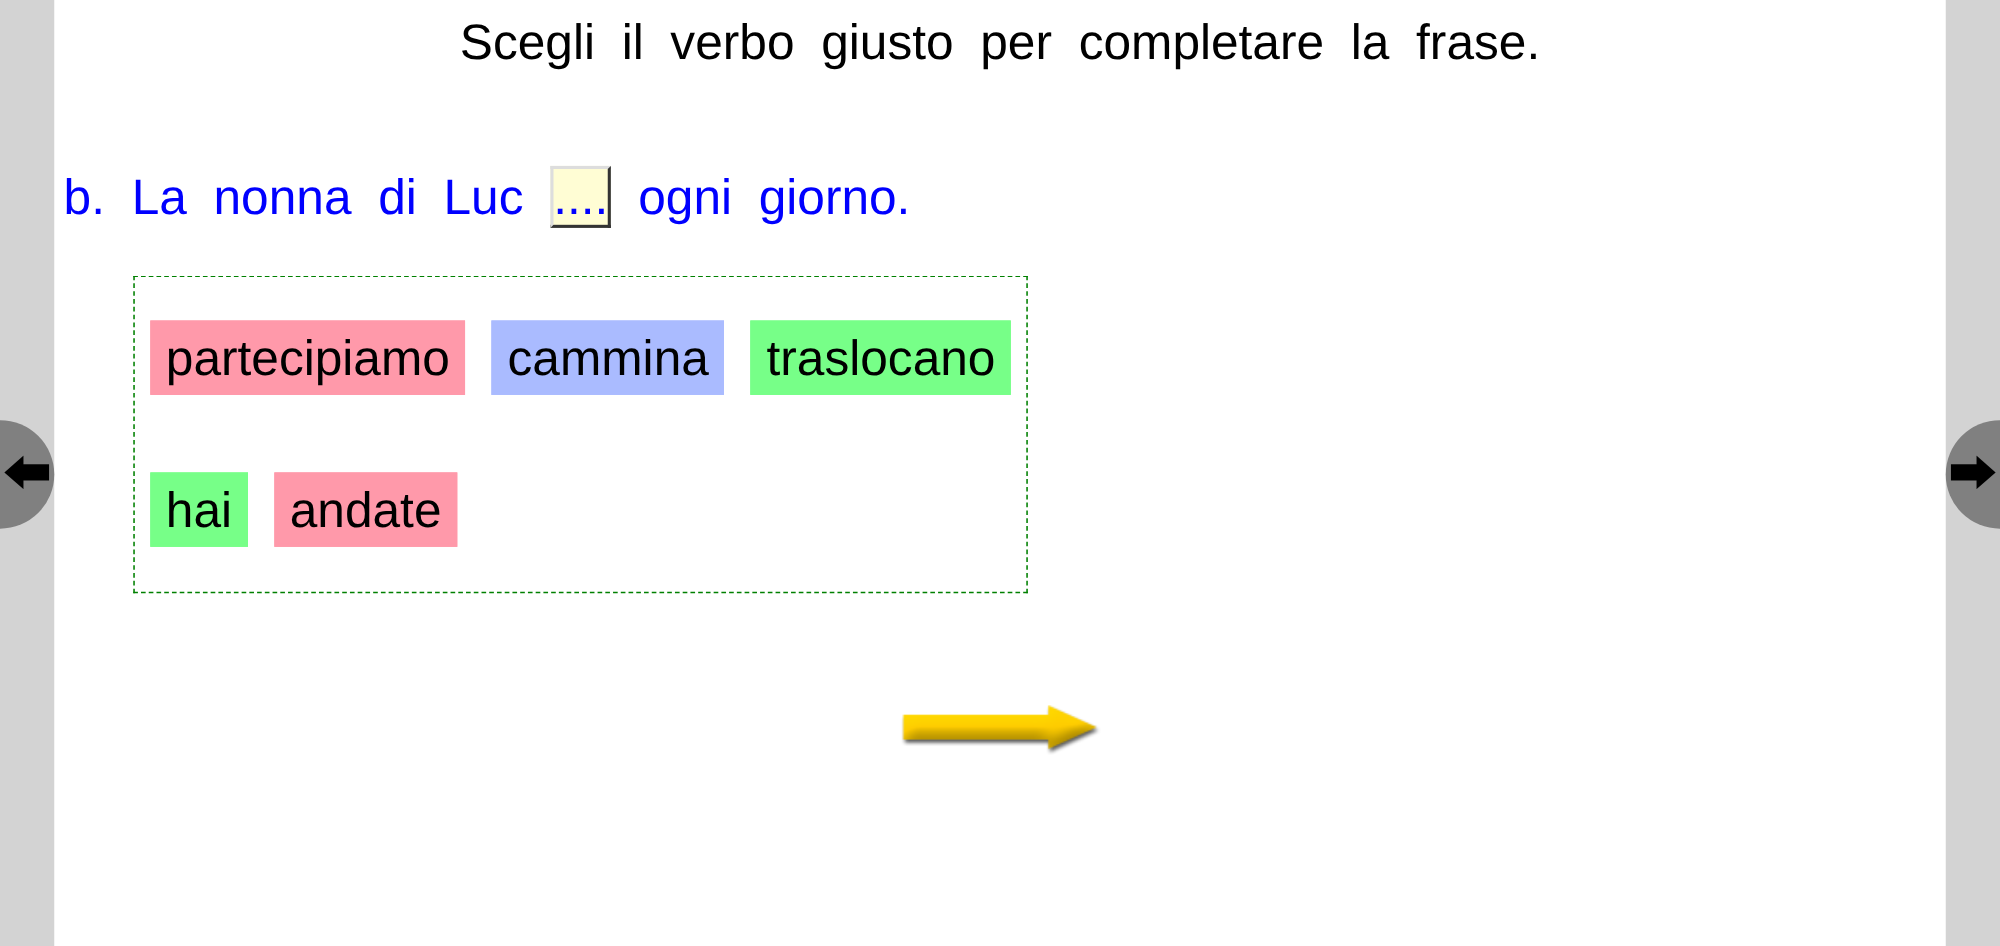 Scegli il verbo giusto per completare la frase.
b. La nonna di Luc .... ogni giorno.
partecipiamo cammina traslocano
hai andate